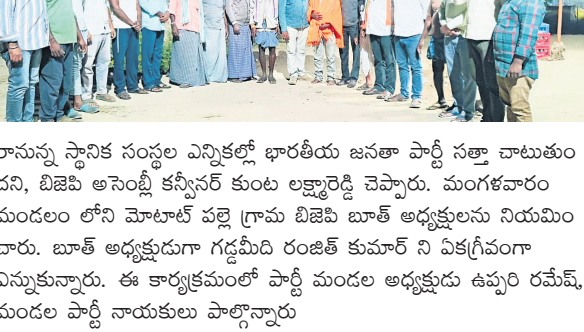 రానున్న స్థానిక సంస్థల ఎన్నికల్లో భారతీయ జనతా పార్టీ సత్తా చాటుతుం
దని, బిజెపి అసెంబ్లీ కన్వీనర్ కుంట లక్ష్మారెడ్డి చెప్పారు. మంగళవారం
మండలం లోని మోటాట్ పల్లె గ్రామ బిజెపి బూత్ అధ్యక్షులను నియమిం
చారు. బూత్ అధ్యక్షుడుగా గడ్డమీది రంజిత్ కుమార్ ని ఏకగ్రీవంగా
ఎన్నుకున్నారు. ఈ కార్యక్రమంలో పార్టీ మండల అధ్యక్షుడు ఉప్పరి రమేష్,
మండల పార్టీ నాయకులు పాల్గొన్నారు